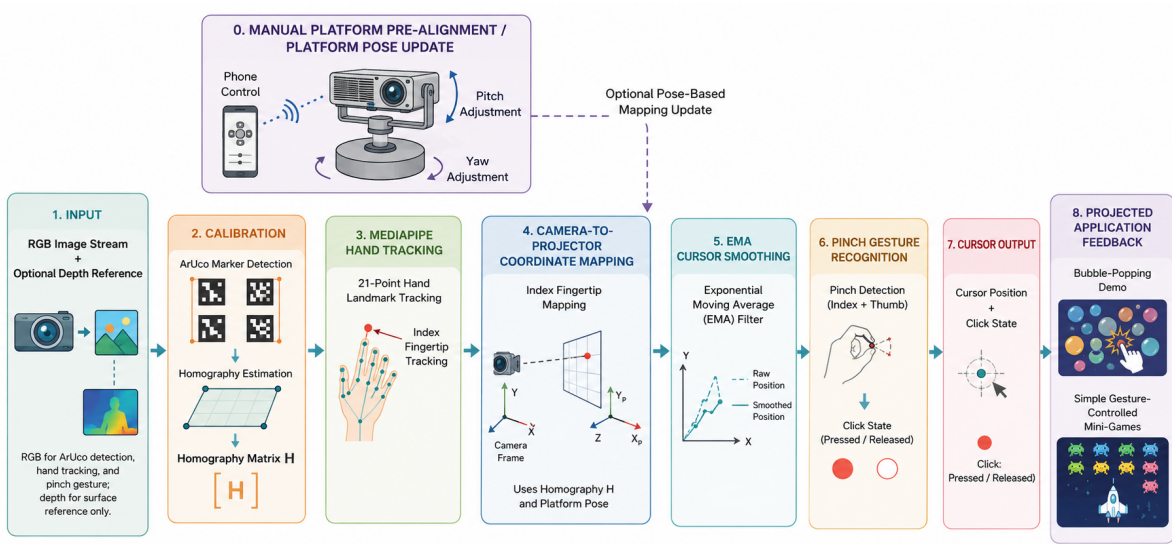 0. MANUAL PLATFORM PRE-ALIGNMENT /
PLATFORM POSE UPDATE
Phone
Control
Pitch
Adjustment
Yaw
Adjustment
Optional Pose-Based
Mapping Update
1. INPUT
RGB Image Stream
+
Optional Depth Reference
RGB for ArUco detection,
hand tracking, and
pinch gesture;
depth for surface
reference only.
2. CALIBRATION
ArUco Marker Detection
Homography Estimation
Homography Matrix H
[H]
3. MEDIAPIPE
HAND TRACKING
21-Point Hand
Landmark Tracking
Index
Fingertip
Tracking
4. CAMERA-TO-
PROJECTOR
COORDINATE MAPPING
Index Fingertip
Mapping
Y
X
Camera
Frame
Yp
Z
Xp
Uses Homography H
and Platform Pose
5. EMA
CURSOR SMOOTHING
Exponential
Moving Average
(EMA) Filter
Y
Raw
Position
Smoothed
Position
X
6. PINCH GESTURE
RECOGNITION
Pinch Detection
(Index + Thumb)
Click State
(Pressed / Released)
7. CURSOR OUTPUT
Cursor Position
+
Click State
Click:
Pressed / Released)
8. PROJECTED
APPLICATION
FEEDBACK
Bubble-Popping
Demo
Simple Gesture-
Controlled
Mini-Games